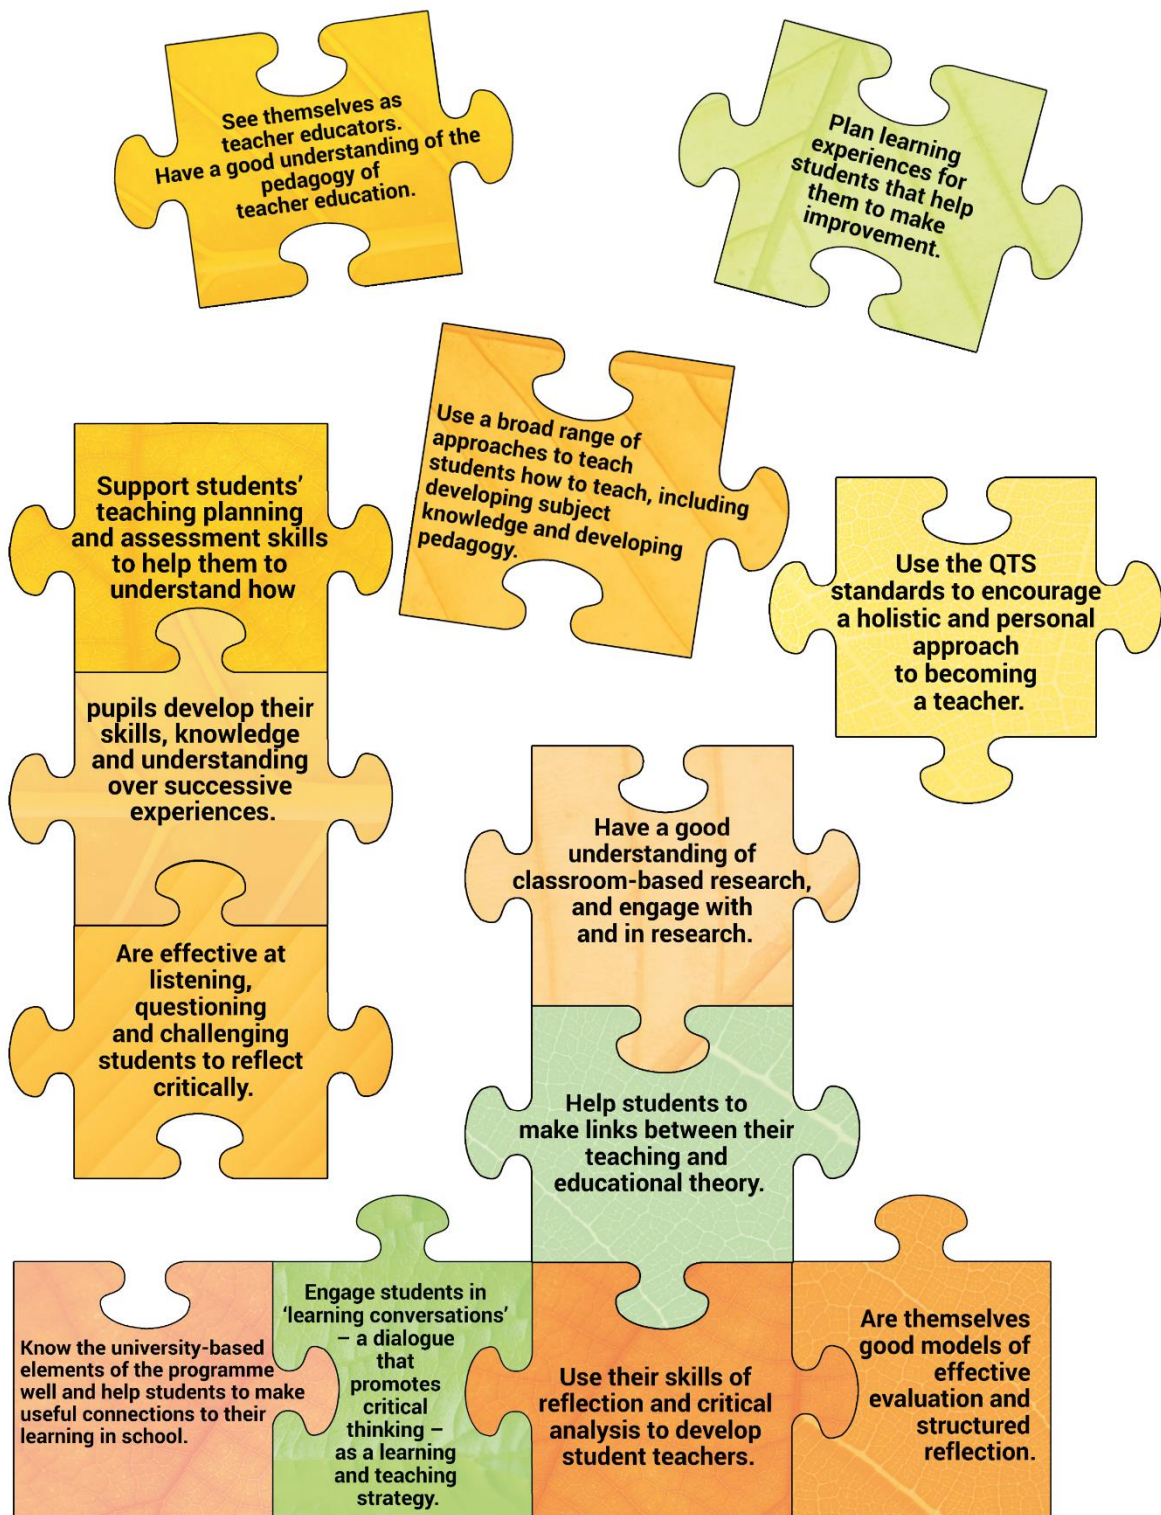 See themselves as
teacher educators.
Have a good understanding of the
pedagogy of
teacher education.
Plan learning
experiences for
students that help
them to make
improvement.
Use a broad range of
approaches to teach
students how to teach, including
developing subject
knowledge and developing
pedagogy.
Support students’
teaching planning
and assessment skills
to help them to
understand how
pupils develop their
skills, knowledge
and understanding
over successive
experiences.
Are effective at
listening,
questioning
and challenging
students to reflect
critically.
Use the QTS
standards to encourage
a holistic and personal
approach
to becoming
a teacher.
Have a good
understanding of
classroom-based research,
and engage with
and in research.
Help students to
make links between their
teaching and
educational theory.
Know the university-based
elements of the programme
well and help students to make
useful connections to their
learning in school.
Engage students in
‘learning conversations’
– a dialogue
that
promotes
critical
thinking –
as a learning
and teaching
strategy.
Use their skills of
reflection and critical
analysis to develop
student teachers.
Are themselves
good models of
effective
evaluation and
structured
reflection.